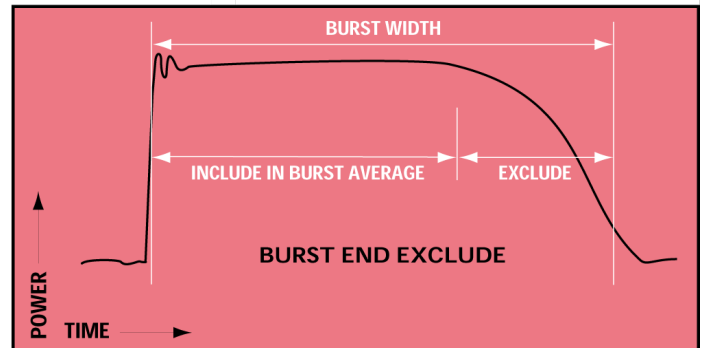 BURST WIDTH
INCLUDE IN BURST AVERAGE
EXCLUDE
BURST END EXCLUDE
POWER
TIME